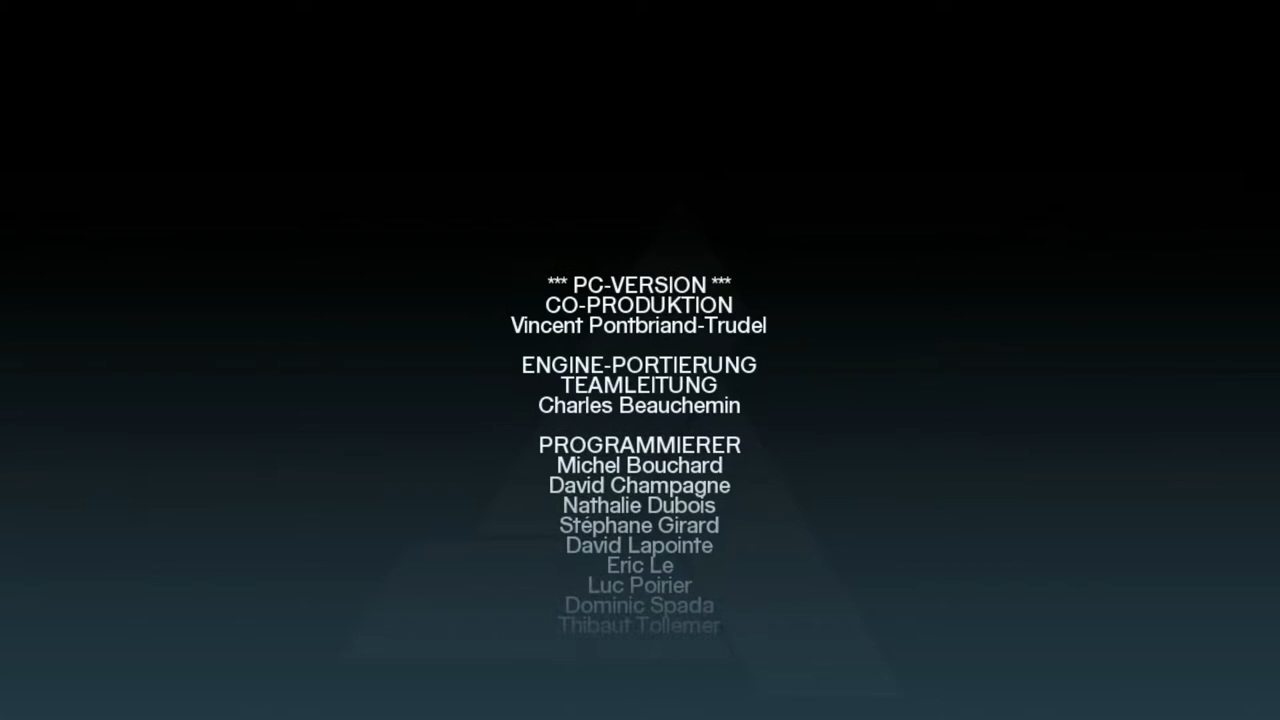 *** PC-VERSION ***
CO-PRODUKTION
Vincent Pontbriand-Trudel
ENGINE-PORTIERUNG
TEAMLEITUNG
Charles Beauchemin
PROGRAMMIERER
Michel Bouchard
David Champagne
Nathalie Dubois
Stéphane Girard
David Lapointe
Eric Le
Luc Poirier
Dominic Spada
Thibaut Tollemer